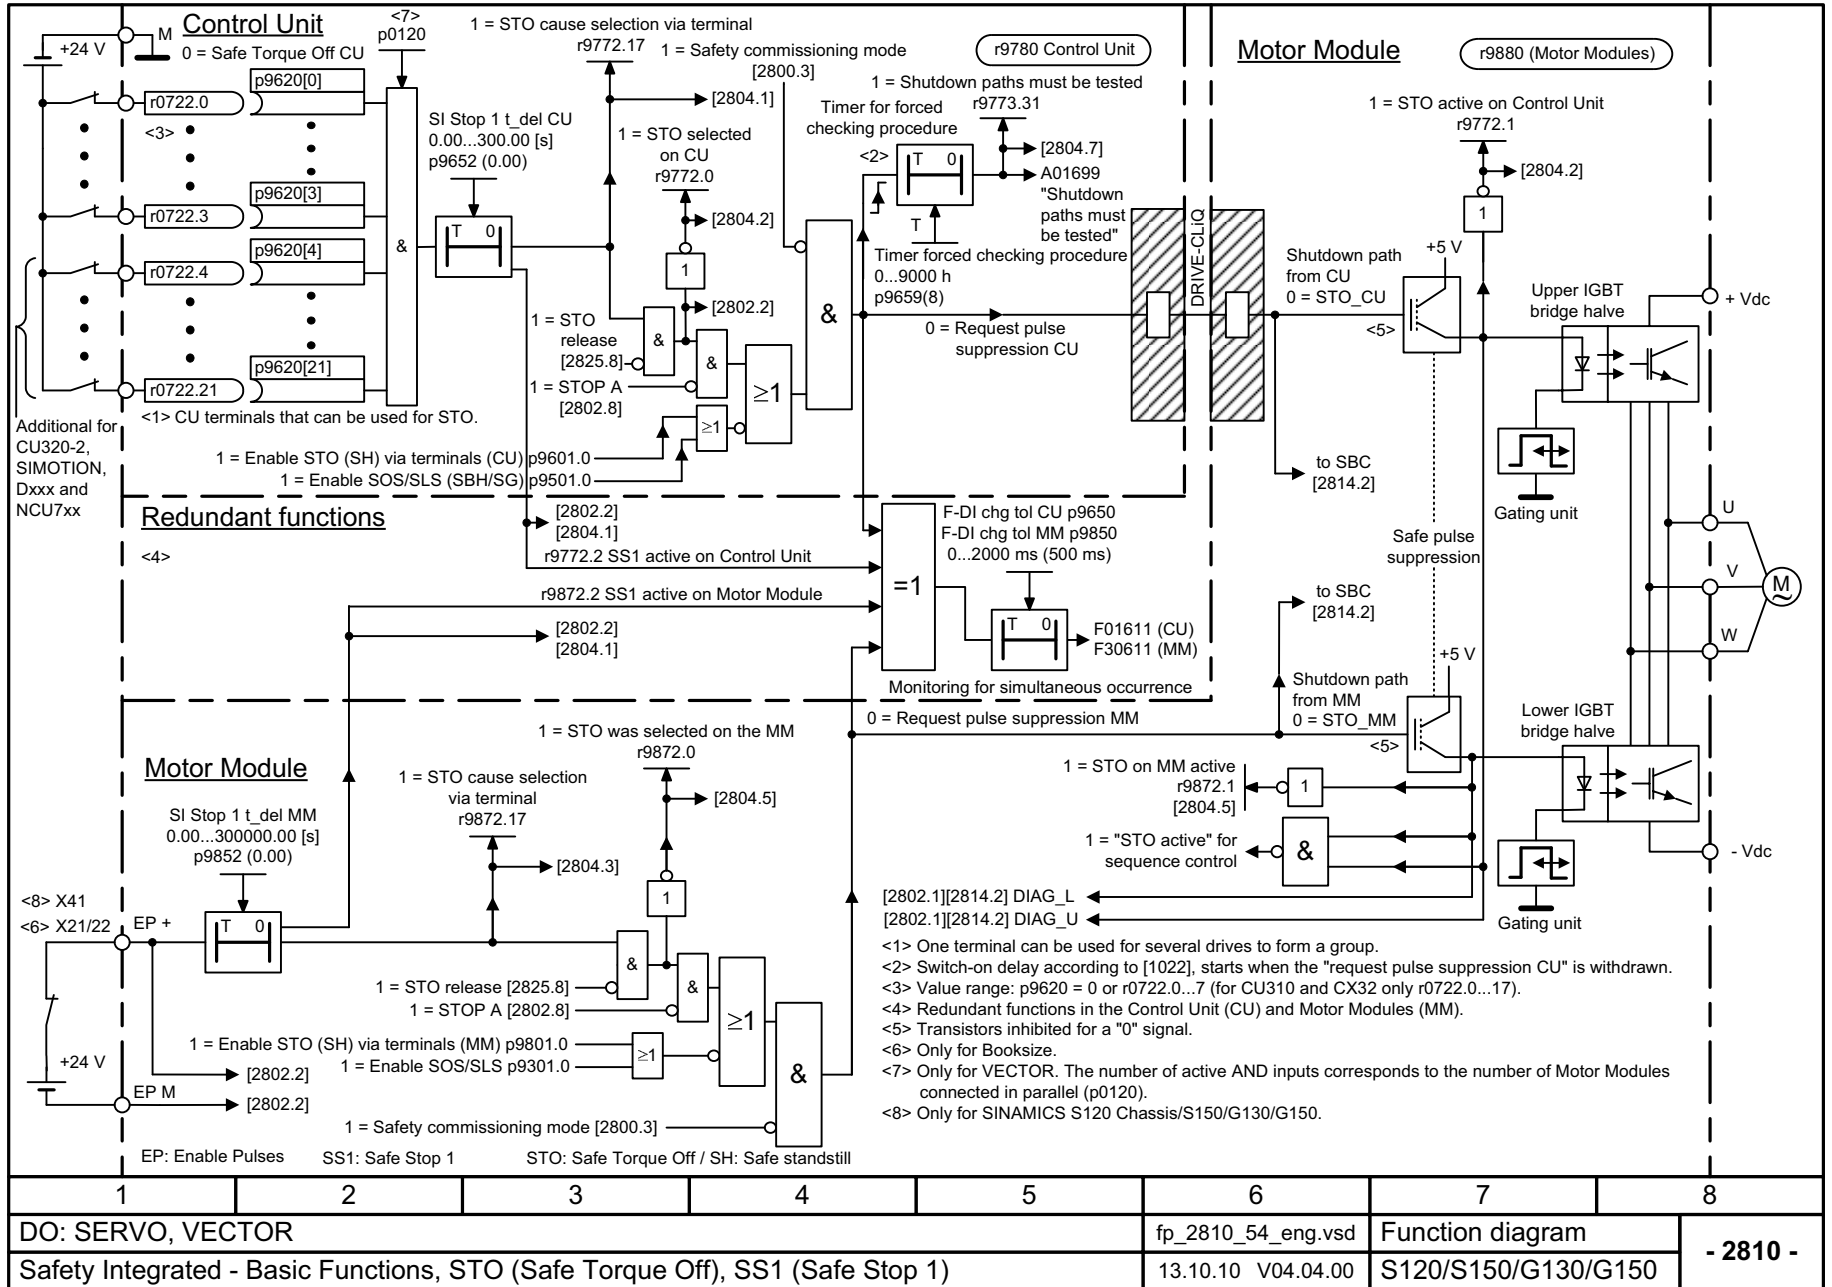 Control Unit
0 = Safe Torque Off CU
+24 V
M
<7>
p0120
1 = STO cause selection via terminal
r9772.17
[2804.1]
1 = Safety commissioning mode
[2800.3]
r9780 Control Unit
1 = Shutdown paths must be tested
r9773.31
Timer for forced
checking procedure
<2>
T 0
[2804.7]
A01699
"Shutdown
paths must
be tested"
T
Timer forced checking procedure
0...9000 h
p9659(8)
r0722.0
p9620[0]
<3>
r0722.3
p9620[3]
r0722.4
p9620[4]
r0722.21
p9620[21]
<1> CU terminals that can be used for STO.
Additional for
CU320-2,
SIMOTION,
Dxxx and
NCU7xx
&
SI Stop 1 t_del CU
0.00...300.00 [s]
p9652 (0.00)
T 0
1 = STO selected
on CU
r9772.0
[2804.2]
1
[2802.2]
1 = STO
release
[2825.8]
&
1 = STOP A
[2802.8]
&
≥1
≥1
&
1 = Enable STO (SH) via terminals (CU) p9601.0
1 = Enable SOS/SLS (SBH/SG) p9501.0
0 = Request pulse
suppression CU
DRIVE-CLiQ
Motor Module
r9880 (Motor Modules)
1 = STO active on Control Unit
r9772.1
[2804.2]
1
+5 V
Shutdown path
from CU
0 = STO_CU
<5>
Upper IGBT
bridge halve
+ Vdc
to SBC
[2814.2]
Gating unit
Safe pulse
suppression
U
V
W
M
~
Redundant functions
<4>
[2802.2]
[2804.1]
r9772.2 SS1 active on Control Unit
r9872.2 SS1 active on Motor Module
[2802.2]
[2804.1]
=1
F-DI chg tol CU p9650
F-DI chg tol MM p9850
0...2000 ms (500 ms)
T 0
F01611 (CU)
F30611 (MM)
Monitoring for simultaneous occurrence
to SBC
[2814.2]
+5 V
Shutdown path
from MM
0 = STO_MM
<5>
Lower IGBT
bridge halve
0 = Request pulse suppression MM
Motor Module
SI Stop 1 t_del MM
0.00...300000.00 [s]
p9852 (0.00)
T 0
<8> X41
<6> X21/22
EP +
+24 V
EP M
[2802.2]
[2802.2]
1 = STO cause selection
via terminal
r9872.17
[2804.3]
1 = STO was selected on the MM
r9872.0
[2804.5]
1
&
1 = STO release [2825.8]
&
1 = STOP A [2802.8]
≥1
1 = Enable STO (SH) via terminals (MM) p9801.0
1 = Enable SOS/SLS p9301.0
≥1
&
1 = Safety commissioning mode [2800.3]
1 = STO on MM active
r9872.1
[2804.5]
1
1 = "STO active" for
sequence control
&
[2802.1][2814.2] DIAG_L
[2802.1][2814.2] DIAG_U
Gating unit
- Vdc
<1> One terminal can be used for several drives to form a group.
<2> Switch-on delay according to [1022], starts when the "request pulse suppression CU" is withdrawn.
<3> Value range: p9620 = 0 or r0722.0...7 (for CU310 and CX32 only r0722.0...17).
<4> Redundant functions in the Control Unit (CU) and Motor Modules (MM).
<5> Transistors inhibited for a "0" signal.
<6> Only for Booksize.
<7> Only for VECTOR. The number of active AND inputs corresponds to the number of Motor Modules
connected in parallel (p0120).
<8> Only for SINAMICS S120 Chassis/S150/G130/G150.
EP: Enable Pulses SS1: Safe Stop 1 STO: Safe Torque Off / SH: Safe standstill
1 2 3 4 5 6 7 8
DO: SERVO, VECTOR
fp_2810_54_eng.vsd
Function diagram
- 2810 -
Safety Integrated - Basic Functions, STO (Safe Torque Off), SS1 (Safe Stop 1)
13.10.10 V04.04.00
S120/S150/G130/G150